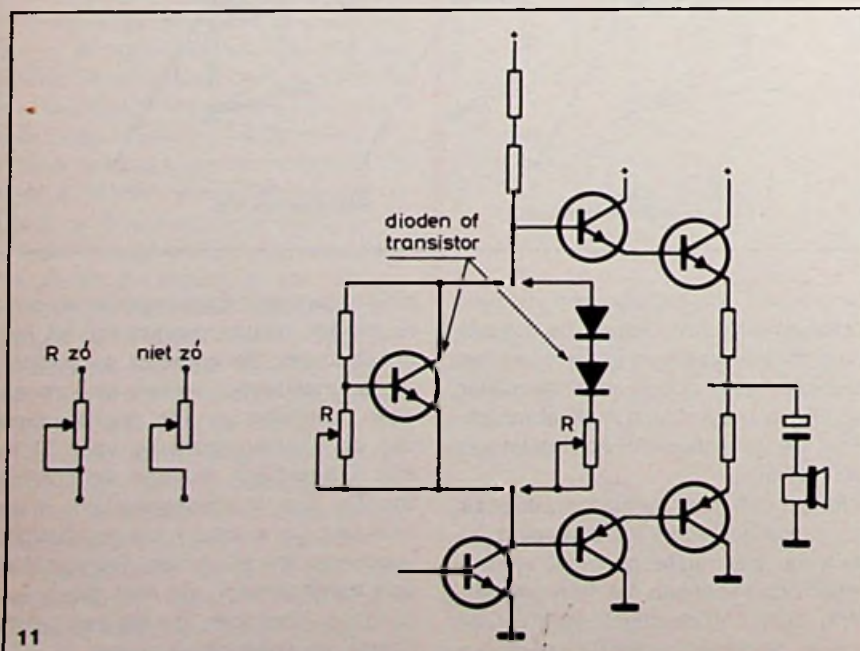 dioden of
transistor
R zó
niet zó
R
R
11